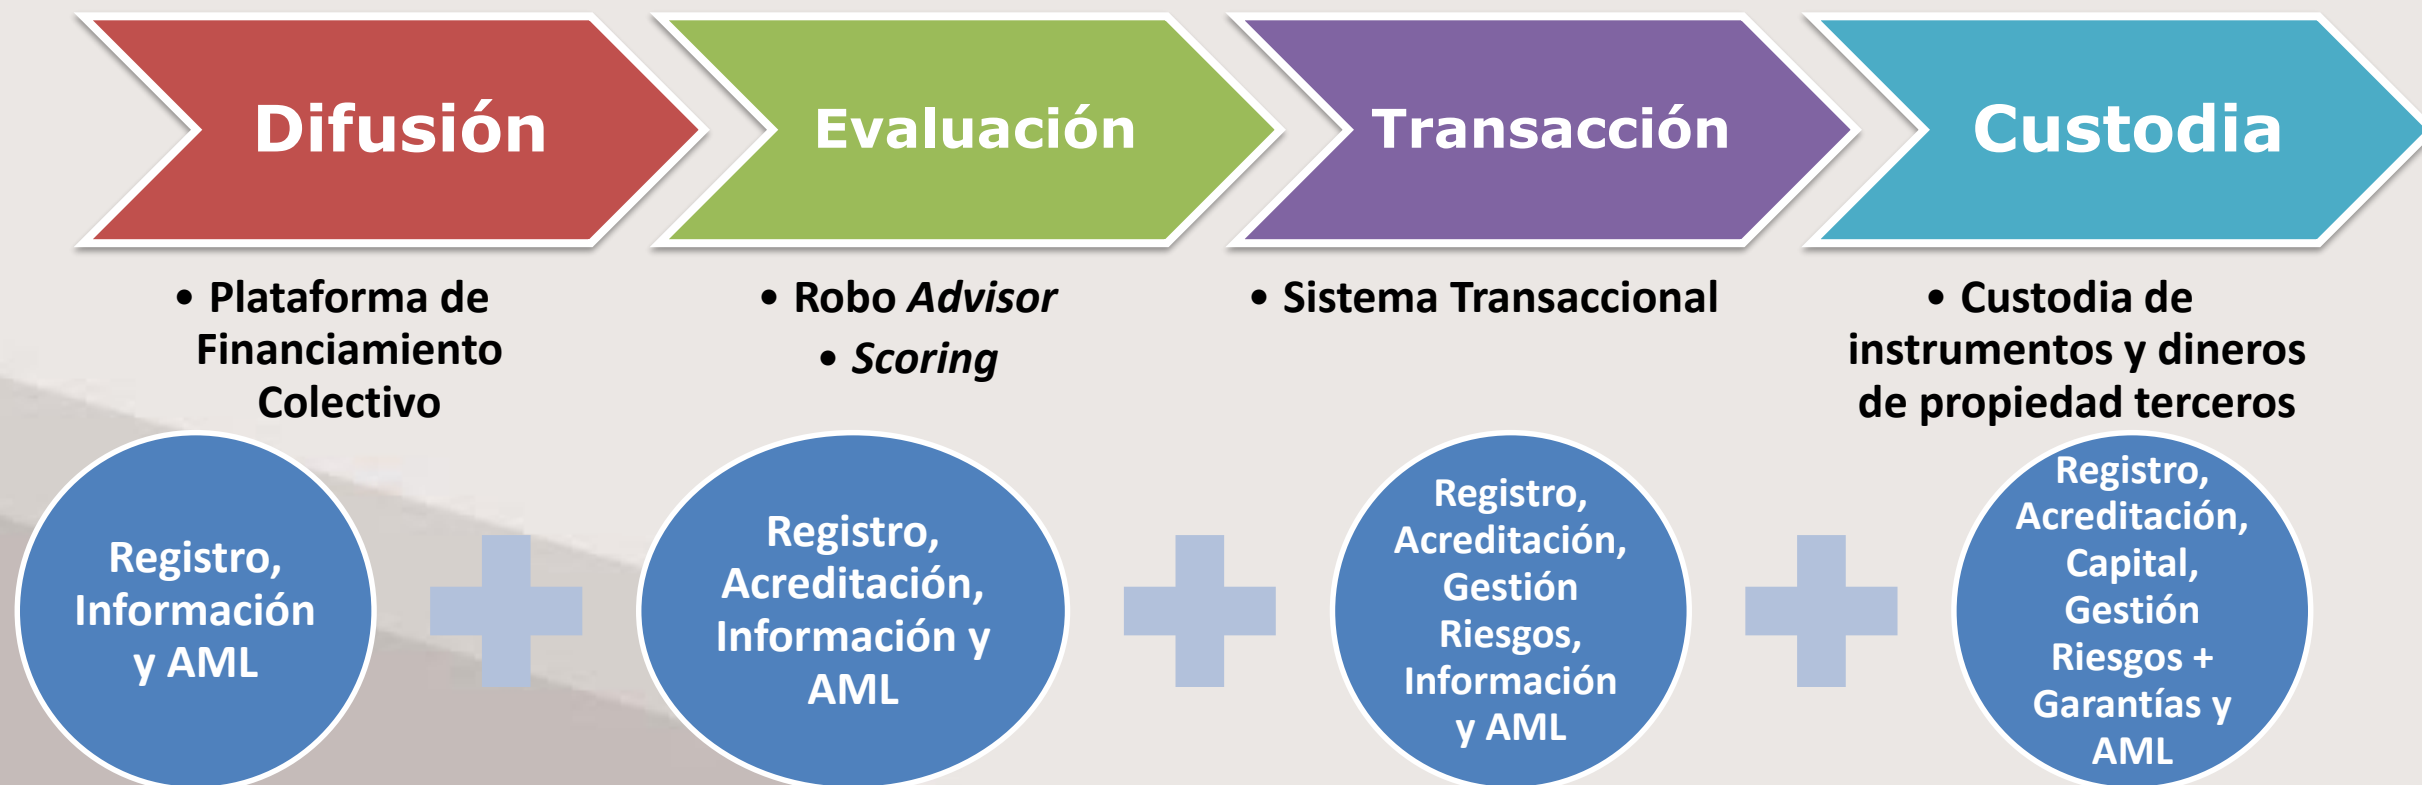 Difusión
Evaluación
Transacción
Custodia
• Plataforma de
Financiamiento
Colectivo
• Robo Advisor
• Scoring
• Sistema Transaccional
• Custodia de
instrumentos y dineros
de propiedad terceros
Registro,
Información
y AML
Registro,
Acreditación,
Información y
AML
Registro,
Acreditación,
Gestión
Riesgos,
Información
y AML
Registro,
Acreditación,
Capital,
Gestión
Riesgos +
Garantías y
AML